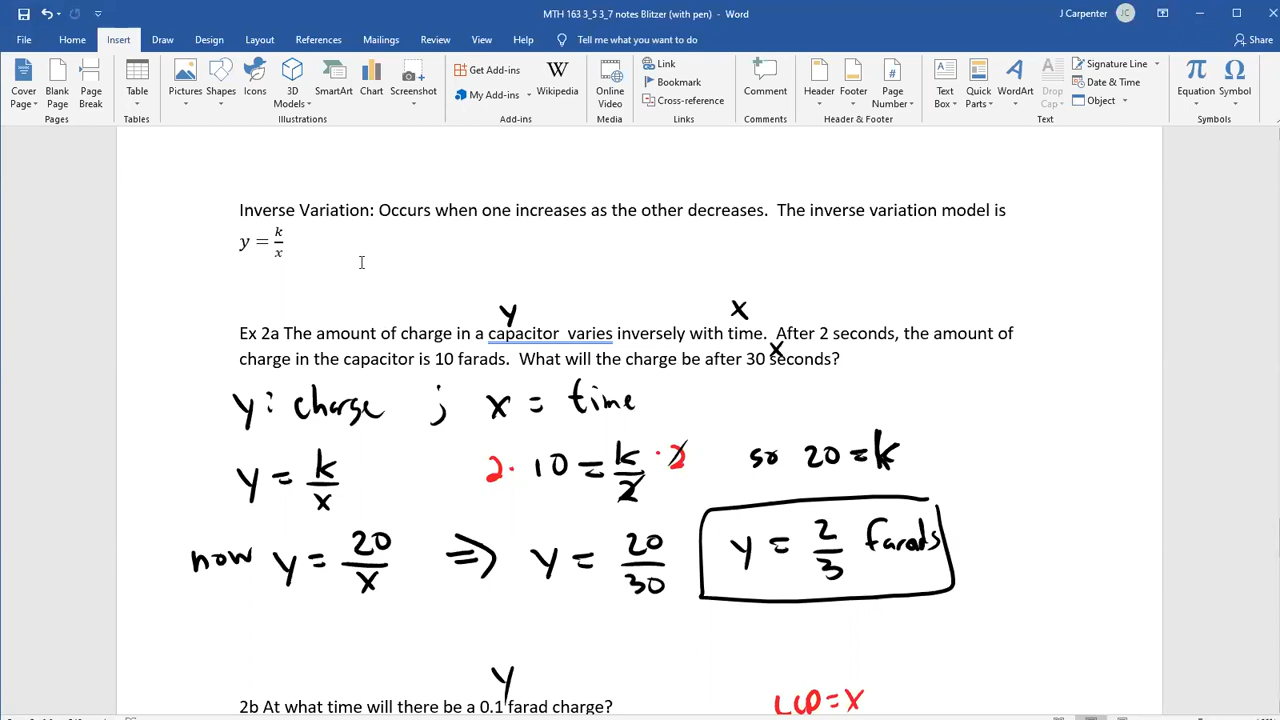 MTH 163 3_5 3_7 notes Blitzer (with pen) - Word
J Carpenter JC
File Home Insert Draw Design Layout References Mailings Review View Help Tell me what you want to do Share
Cover Page Blank Page Page Break
Pages
Table
Tables
Pictures Shapes Icons 3D Models SmartArt Chart Screenshot
Illustrations
Get Add-ins
My Add-ins
W Wikipedia
Add-ins
Online Video
Media
Link
Bookmark
Cross-reference
Links
Comment
Comments
Header Footer Page Number
Header & Footer
Text Box Quick Parts WordArt Drop Cap
Signature Line
Date & Time
Object
Text
π Equation Ω Symbol
Symbols
Inverse Variation: Occurs when one increases as the other decreases. The inverse variation model is
y = k/x
y x
Ex 2a The amount of charge in a capacitor varies inversely with time. After 2 seconds, the amount of
x
charge in the capacitor is 10 farads. What will the charge be after 30 seconds?
y: charge ; x = time
y = k/x 2 · 10 = k/2 · 2 so 20 = k
now y = 20/x ⇒ y = 20/30 y = 2/3 farads
y
LCD = x
2b At what time will there be a 0.1 farad charge?